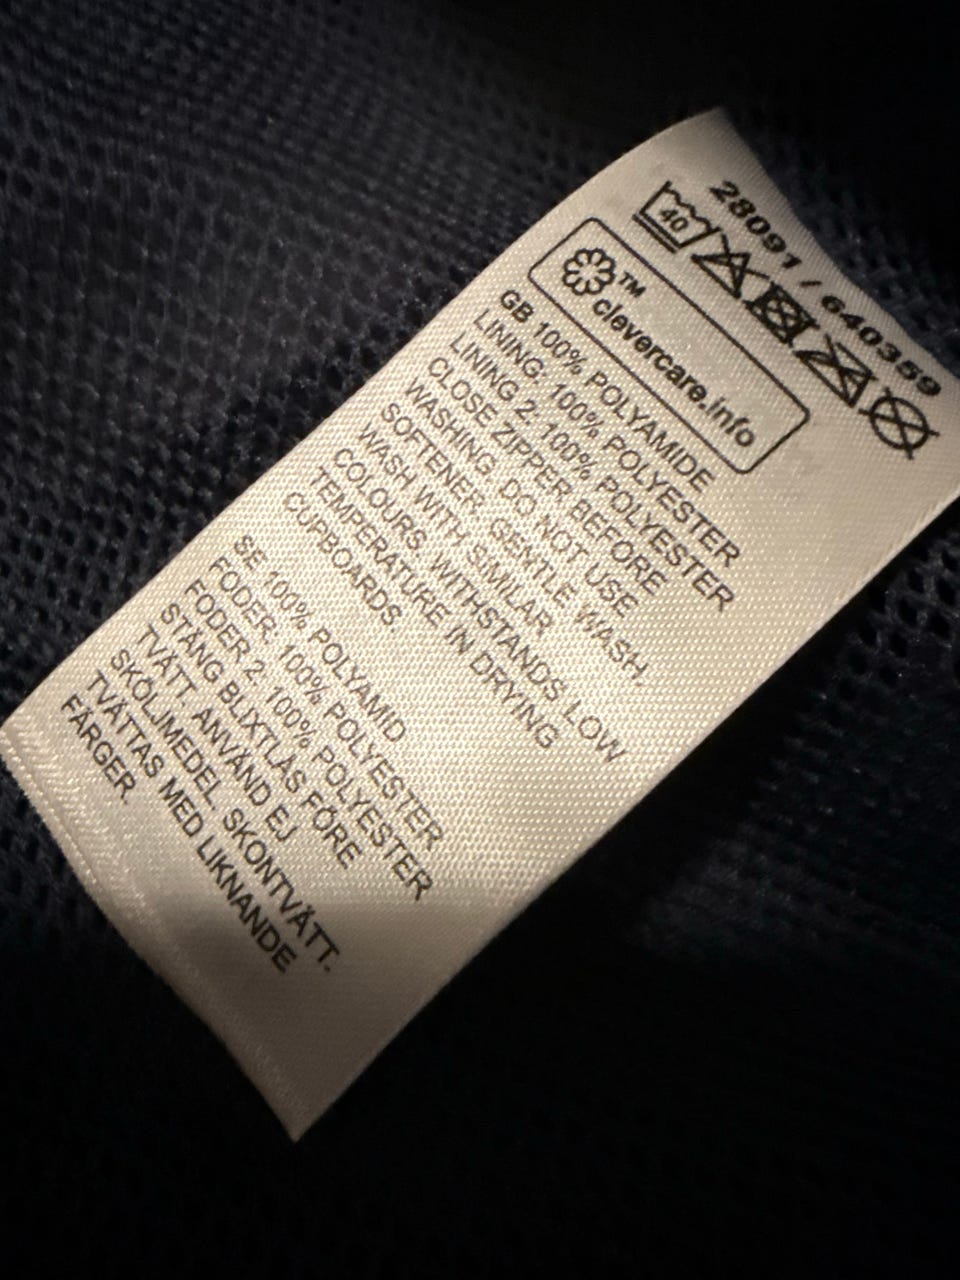 28091 / 640359
40
TM
clevercare.info
GB 100% POLYAMIDE
LINING: 100% POLYESTER
LINING 2: 100% POLYESTER
CLOSE ZIPPER BEFORE
WASHING. DO NOT USE
SOFTENER. GENTLE WASH.
WASH WITH SIMILAR
COLOURS. WITHSTANDS LOW
TEMPERATURE IN DRYING
CUPBOARDS.
SE 100% POLYAMID
FODER: 100% POLYESTER
FODER 2: 100% POLYESTER
STÄNG BLIXTLÅS FÖRE
TVÄTT. ANVÄND EJ
SKÖLJMEDEL. SKONTVÄTT.
TVÄTTAS MED LIKNANDE
FÄRGER.